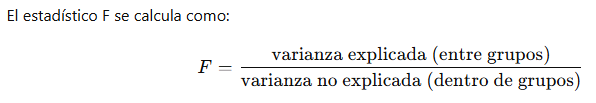 El estadístico F se calcula como:
F = varianza explicada (entre grupos)
varianza no explicada (dentro de grupos)